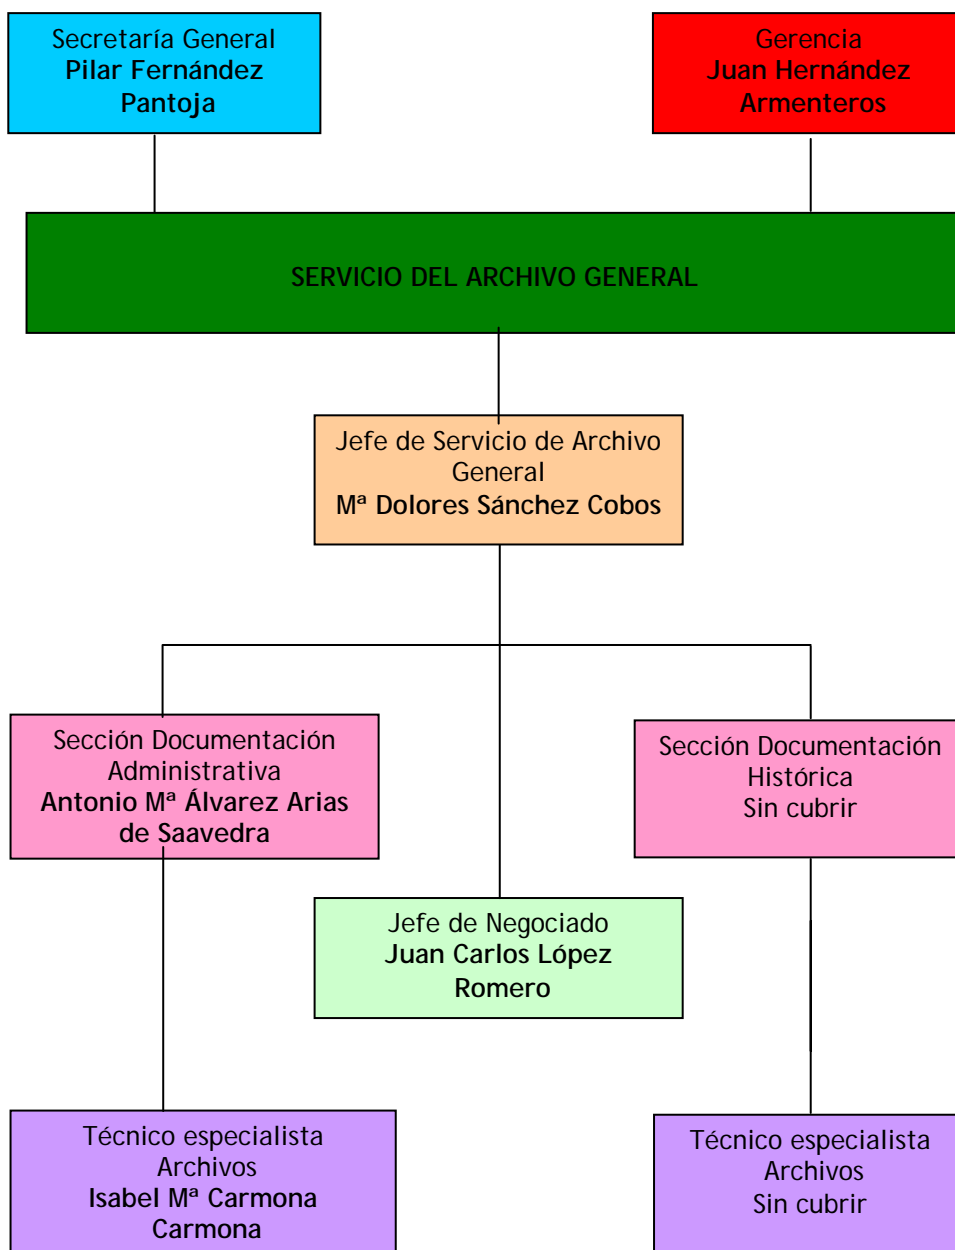 Secretaría General
Pilar Fernández
Pantoja
Gerencia
Juan Hernández
Armenteros
SERVICIO DEL ARCHIVO GENERAL
Jefe de Servicio de Archivo
General
Mª Dolores Sánchez Cobos
Sección Documentación
Administrativa
Antonio Mª Álvarez Arias
de Saavedra
Sección Documentación
Histórica
Sin cubrir
Jefe de Negociado
Juan Carlos López
Romero
Técnico especialista
Archivos
Isabel Mª Carmona
Carmona
Técnico especialista
Archivos
Sin cubrir